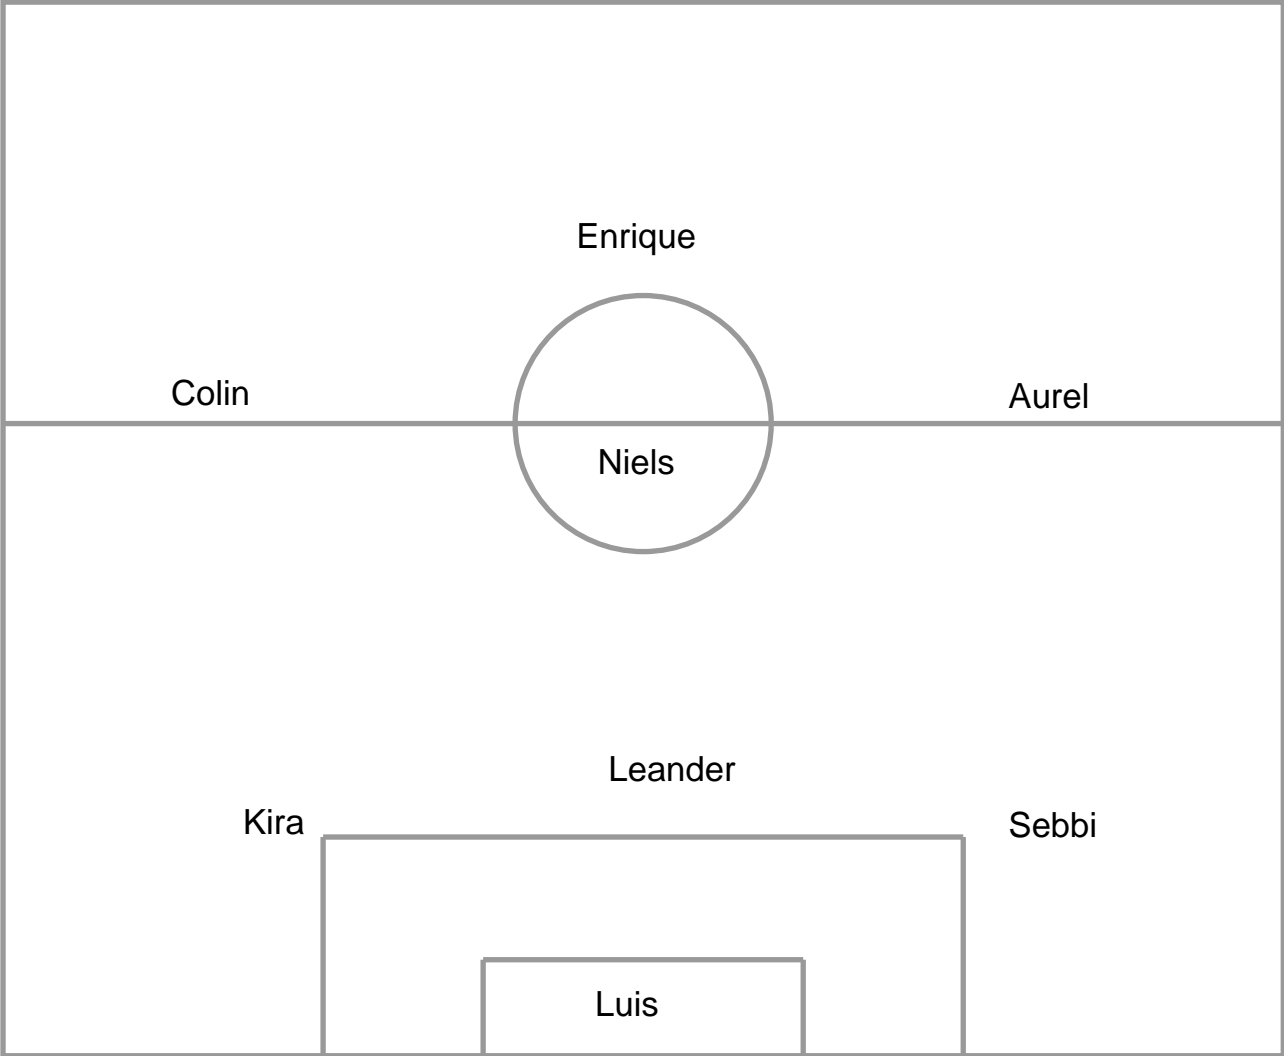 Enrique
Colin
Aurel
Niels
Leander
Kira
Sebbi
Luis